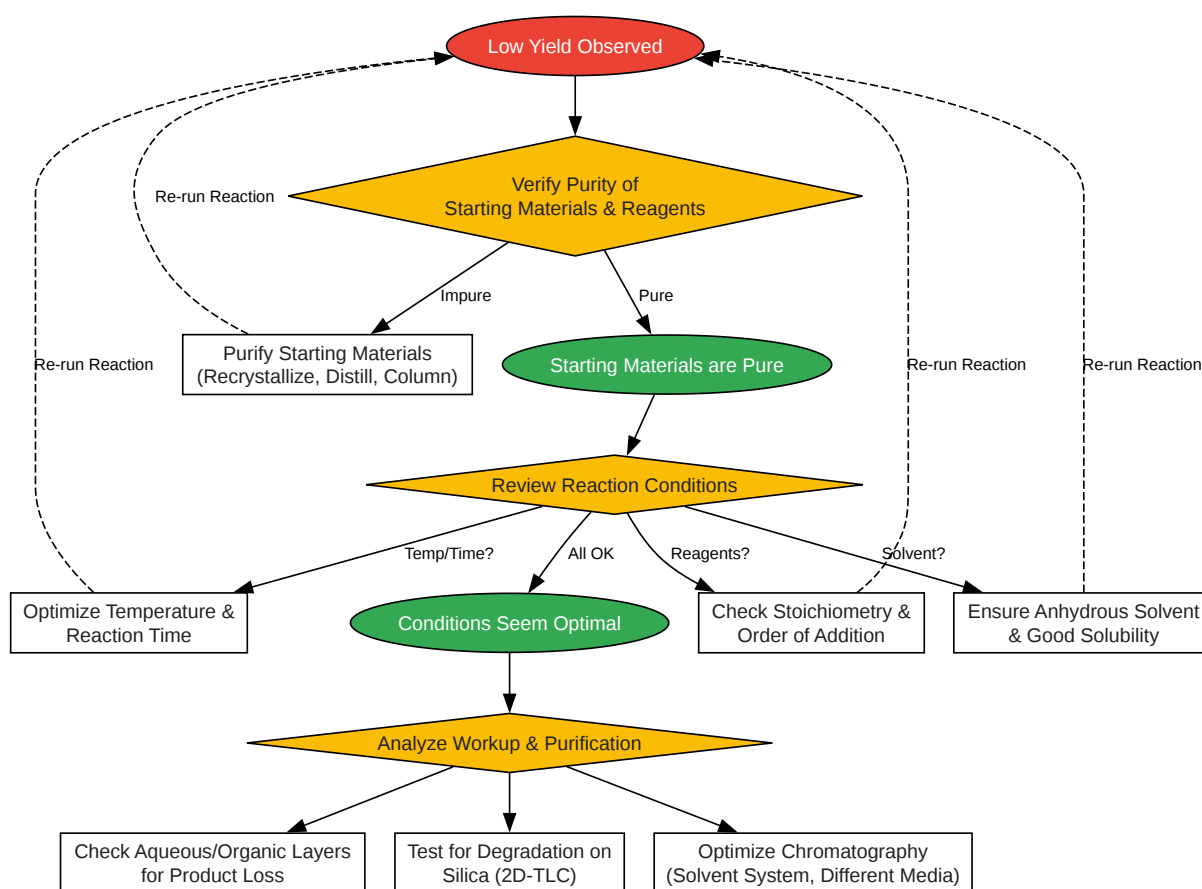 Low Yield Observed
Verify Purity of
Starting Materials & Reagents
Re-run Reaction
Impure
Pure
Purify Starting Materials
(Recrystallize, Distill, Column)
Starting Materials are Pure
Re-run Reaction
Re-run Reaction
Re-run Reaction
Review Reaction Conditions
Temp/Time?
All OK
Reagents?
Solvent?
Optimize Temperature &
Reaction Time
Conditions Seem Optimal
Check Stoichiometry &
Order of Addition
Ensure Anhydrous Solvent
& Good Solubility
Analyze Workup & Purification
Check Aqueous/Organic Layers
for Product Loss
Test for Degradation on
Silica (2D-TLC)
Optimize Chromatography
(Solvent System, Different Media)